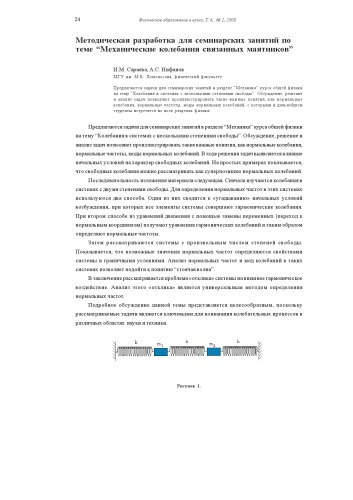 24
Физическое образование в вузах, Т. 6, № 2, 2000
Методическая разработка для семинарских занятий по
теме “Механические колебания связанных маятников”
И.М. Сараева, А.С. Нифанов
МГУ им. М.В. Ломоносова, физический факультет
Предлагаются задачи для семинарских занятий в разделе “Механика” курса общей физики
на тему “Колебания в системах с несколькими степенями свободы”. Обсуждение, решение
и анализ задач позволяют проиллюстрировать такие важные понятия, как нормальные
колебания, нормальные частоты, моды нормальных колебаний, с которыми в дальнейшем
студенты встретятся во всех разделах физики.
Предлагаются задачи для семинарских занятий в разделе “Механика” курса общей физики
на тему “Колебания в системах с несколькими степенями свободы”. Обсуждение, решение и
анализ задач позволяют проиллюстрировать такие важные понятия, как нормальные колебания,
нормальные частоты, моды нормальных колебаний. В ходе решения задач выявляется влияние
начальных условий на характер свободных колебаний. На простых примерах показывается,
что свободные колебания можно рассматривать как суперпозицию нормальных колебаний.
Последовательность изложения материала следующая. Сначала изучаются колебания в
системах с двумя степенями свободы. Для определения нормальных частот в этих системах
используются два способа. Один из них сводится к «угадыванию» начальных условий
возбуждения, при которых все элементы системы совершают гармонические колебания.
При втором способе из уравнений движения с помощью замены переменных (переход к
нормальным координатам) получают уравнения гармонических колебаний и таким образом
определяют нормальные частоты.
Затем рассматриваются системы с произвольным числом степеней свободы.
Показывается, что возможные значения нормальных частот определяются свойствами
системы и граничными условиями. Анализ нормальных частот и мод колебаний в таких
системах позволяет подойти к понятию “стоячая волна”.
В заключение рассматривается проблема «отклика» системы на внешнее гармоническое
воздействие. Анализ этого «отклика» является универсальным методом определения
нормальных частот.
Подробное обсуждение данной темы представляется целесообразным, поскольку
рассматриваемые задачи являются ключевыми для понимания колебательных процессов в
различных областях науки и техники.
k m₁ k m₂ k
Рисунок 1.